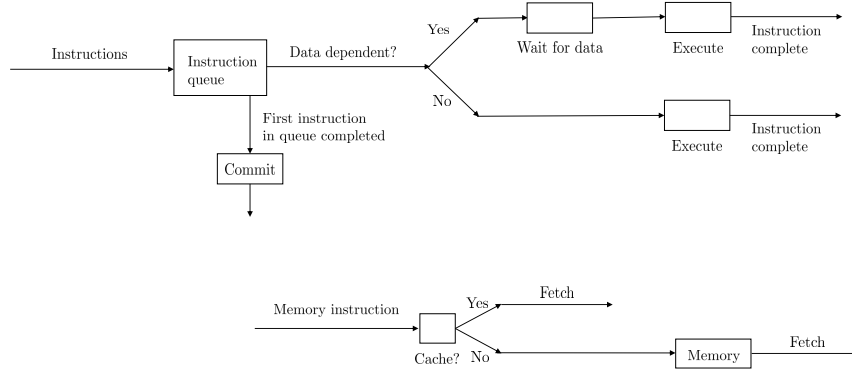 Instructions
Instruction
queue
Data dependent?
Yes
No
Wait for data
Execute
Instruction
complete
Execute
Instruction
complete
First instruction
in queue completed
Commit
Memory instruction
Cache?
Yes
No
Fetch
Memory
Fetch